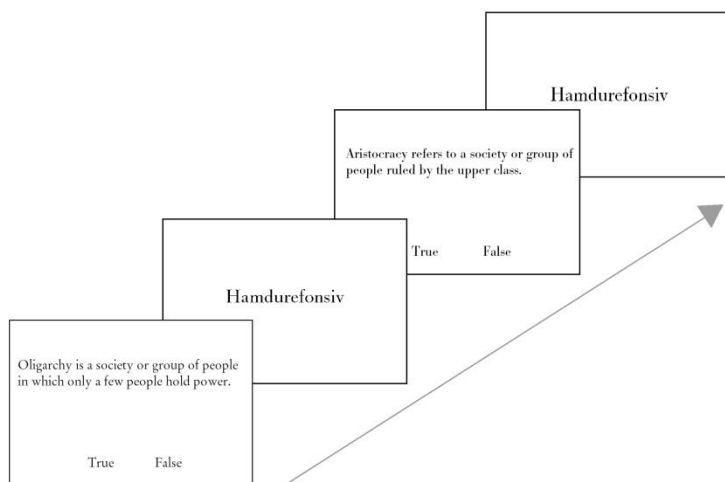 Oligarchy is a society or group of people
in which only a few people hold power.
True False
Hamdurefonsiv
Aristocracy refers to a society or group of
people ruled by the upper class.
True False
Hamdurefonsiv